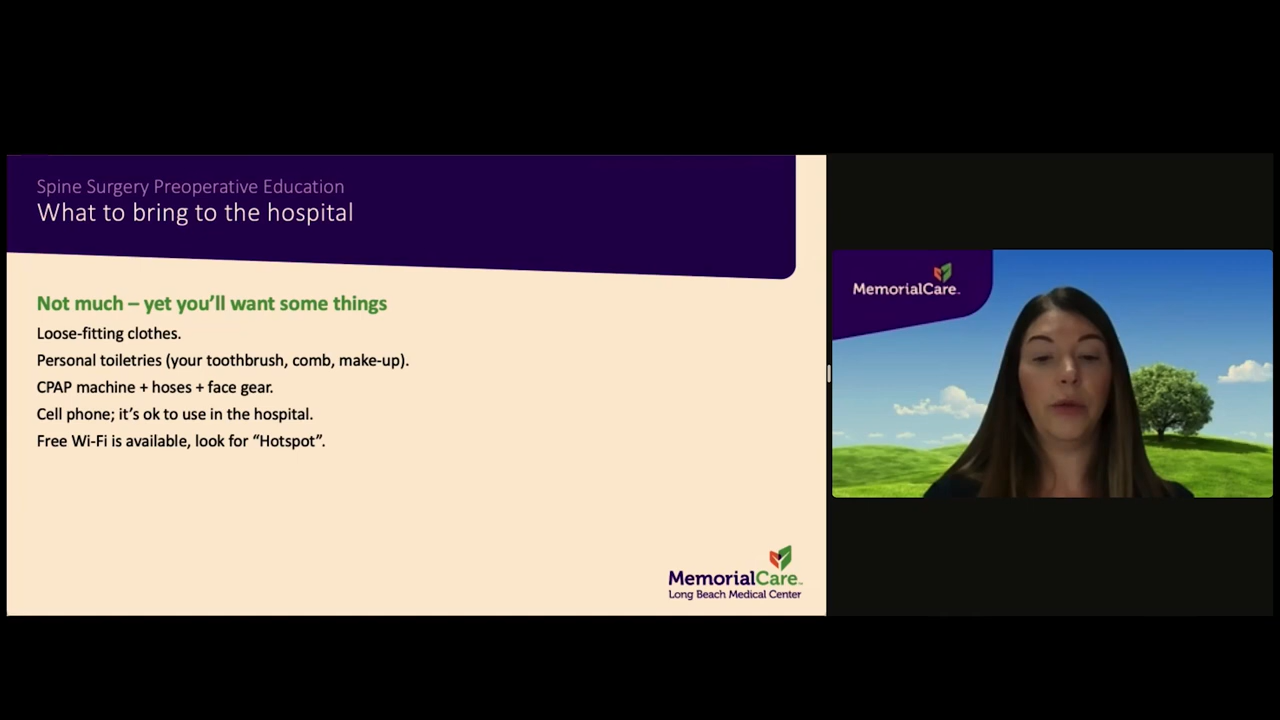 Spine Surgery Preoperative Education
What to bring to the hospital
Not much – yet you’ll want some things
Loose-fitting clothes.
Personal toiletries (your toothbrush, comb, make-up).
CPAP machine + hoses + face gear.
Cell phone; it’s ok to use in the hospital.
Free Wi-Fi is available, look for “Hotspot”.
MemorialCare™
Long Beach Medical Center
MemorialCare™